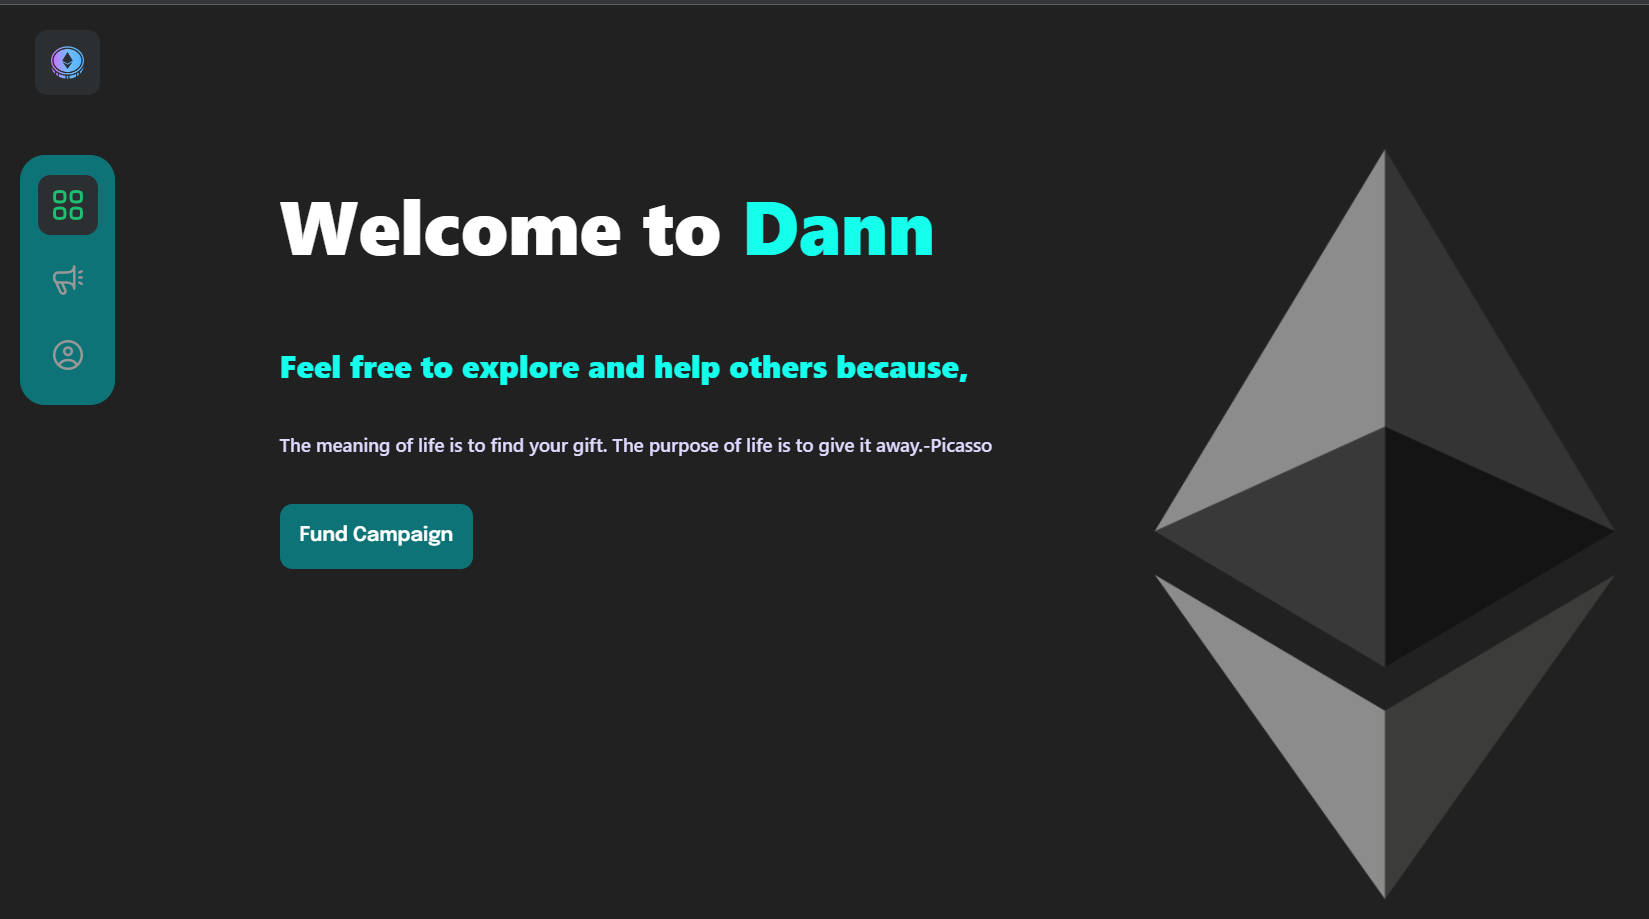 Welcome to Dann
Feel free to explore and help others because,
The meaning of life is to find your gift. The purpose of life is to give it away.-Picasso
Fund Campaign